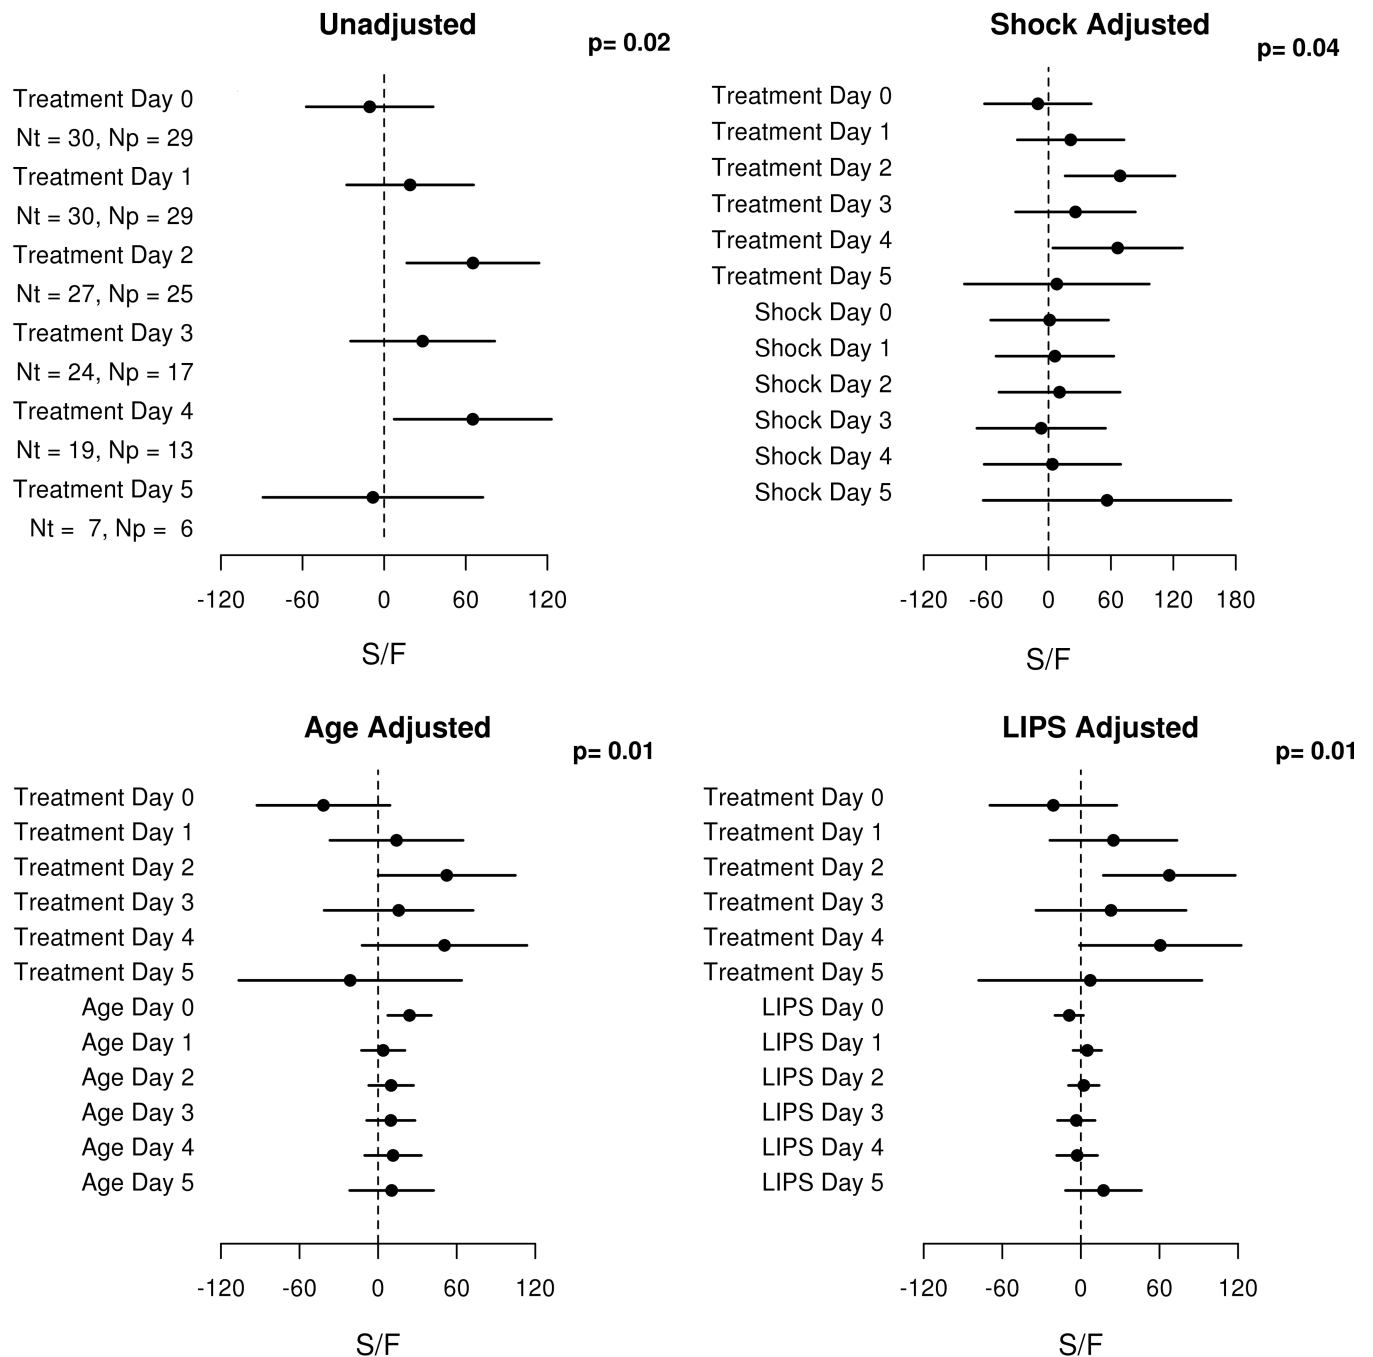 Unadjusted
p= 0.02
Treatment Day 0
Nt = 30, Np = 29
Treatment Day 1
Nt = 30, Np = 29
Treatment Day 2
Nt = 27, Np = 25
Treatment Day 3
Nt = 24, Np = 17
Treatment Day 4
Nt = 19, Np = 13
Treatment Day 5
Nt =  7, Np =  6
-120 -60 0 60 120
S/F
Shock Adjusted
p= 0.04
Treatment Day 0
Treatment Day 1
Treatment Day 2
Treatment Day 3
Treatment Day 4
Treatment Day 5
Shock Day 0
Shock Day 1
Shock Day 2
Shock Day 3
Shock Day 4
Shock Day 5
-120 -60 0 60 120 180
S/F
Age Adjusted
p= 0.01
Treatment Day 0
Treatment Day 1
Treatment Day 2
Treatment Day 3
Treatment Day 4
Treatment Day 5
Age Day 0
Age Day 1
Age Day 2
Age Day 3
Age Day 4
Age Day 5
-120 -60 0 60 120
S/F
LIPS Adjusted
p= 0.01
Treatment Day 0
Treatment Day 1
Treatment Day 2
Treatment Day 3
Treatment Day 4
Treatment Day 5
LIPS Day 0
LIPS Day 1
LIPS Day 2
LIPS Day 3
LIPS Day 4
LIPS Day 5
-120 -60 0 60 120
S/F